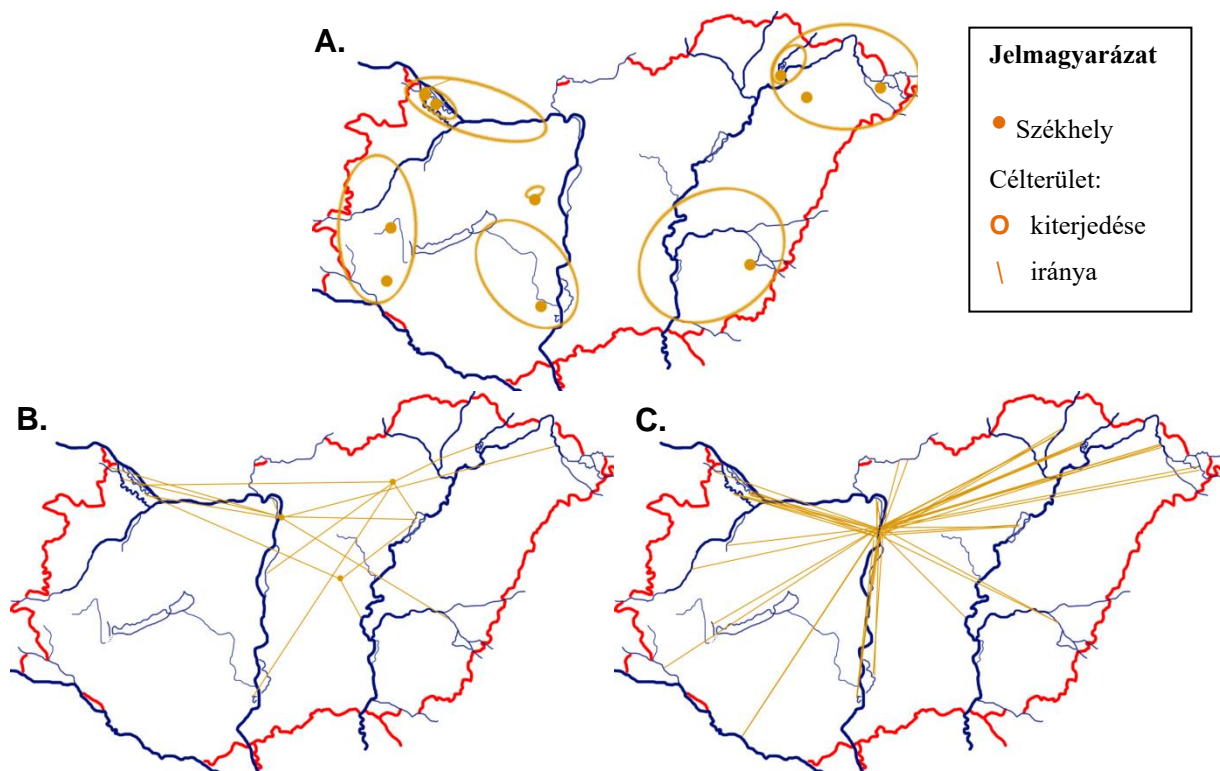 A.
Jelmagyarázat
Székhely
Célterület:
kiterjedése
iránya
B.
C.